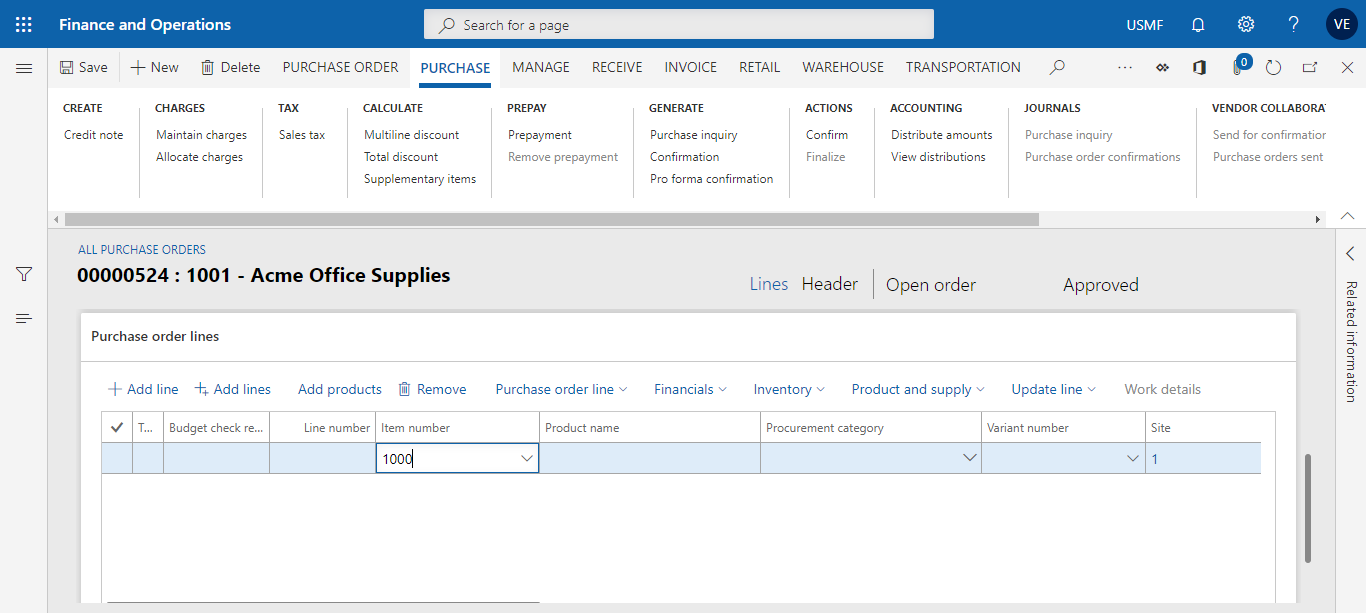 Finance and Operations
Search for a page
USMF
?
VE
Save
New
Delete
PURCHASE ORDER
PURCHASE
MANAGE
RECEIVE
INVOICE
RETAIL
WAREHOUSE
TRANSPORTATION
...
0
CREATE
Credit note
CHARGES
Maintain charges
Allocate charges
TAX
Sales tax
CALCULATE
Multiline discount
Total discount
Supplementary items
PREPAY
Prepayment
Remove prepayment
GENERATE
Purchase inquiry
Confirmation
Pro forma confirmation
ACTIONS
Confirm
Finalize
ACCOUNTING
Distribute amounts
View distributions
JOURNALS
Purchase inquiry
Purchase order confirmations
VENDOR COLLABORA
Send for confirmation
Purchase orders sent
ALL PURCHASE ORDERS
00000524 : 1001 - Acme Office Supplies
Lines
Header
Open order
Approved
Related information
Purchase order lines
Add line
Add lines
Add products
Remove
Purchase order line
Financials
Inventory
Product and supply
Update line
Work details
T...
Budget check re...
Line number
Item number
Product name
Procurement category
Variant number
Site
1000
1